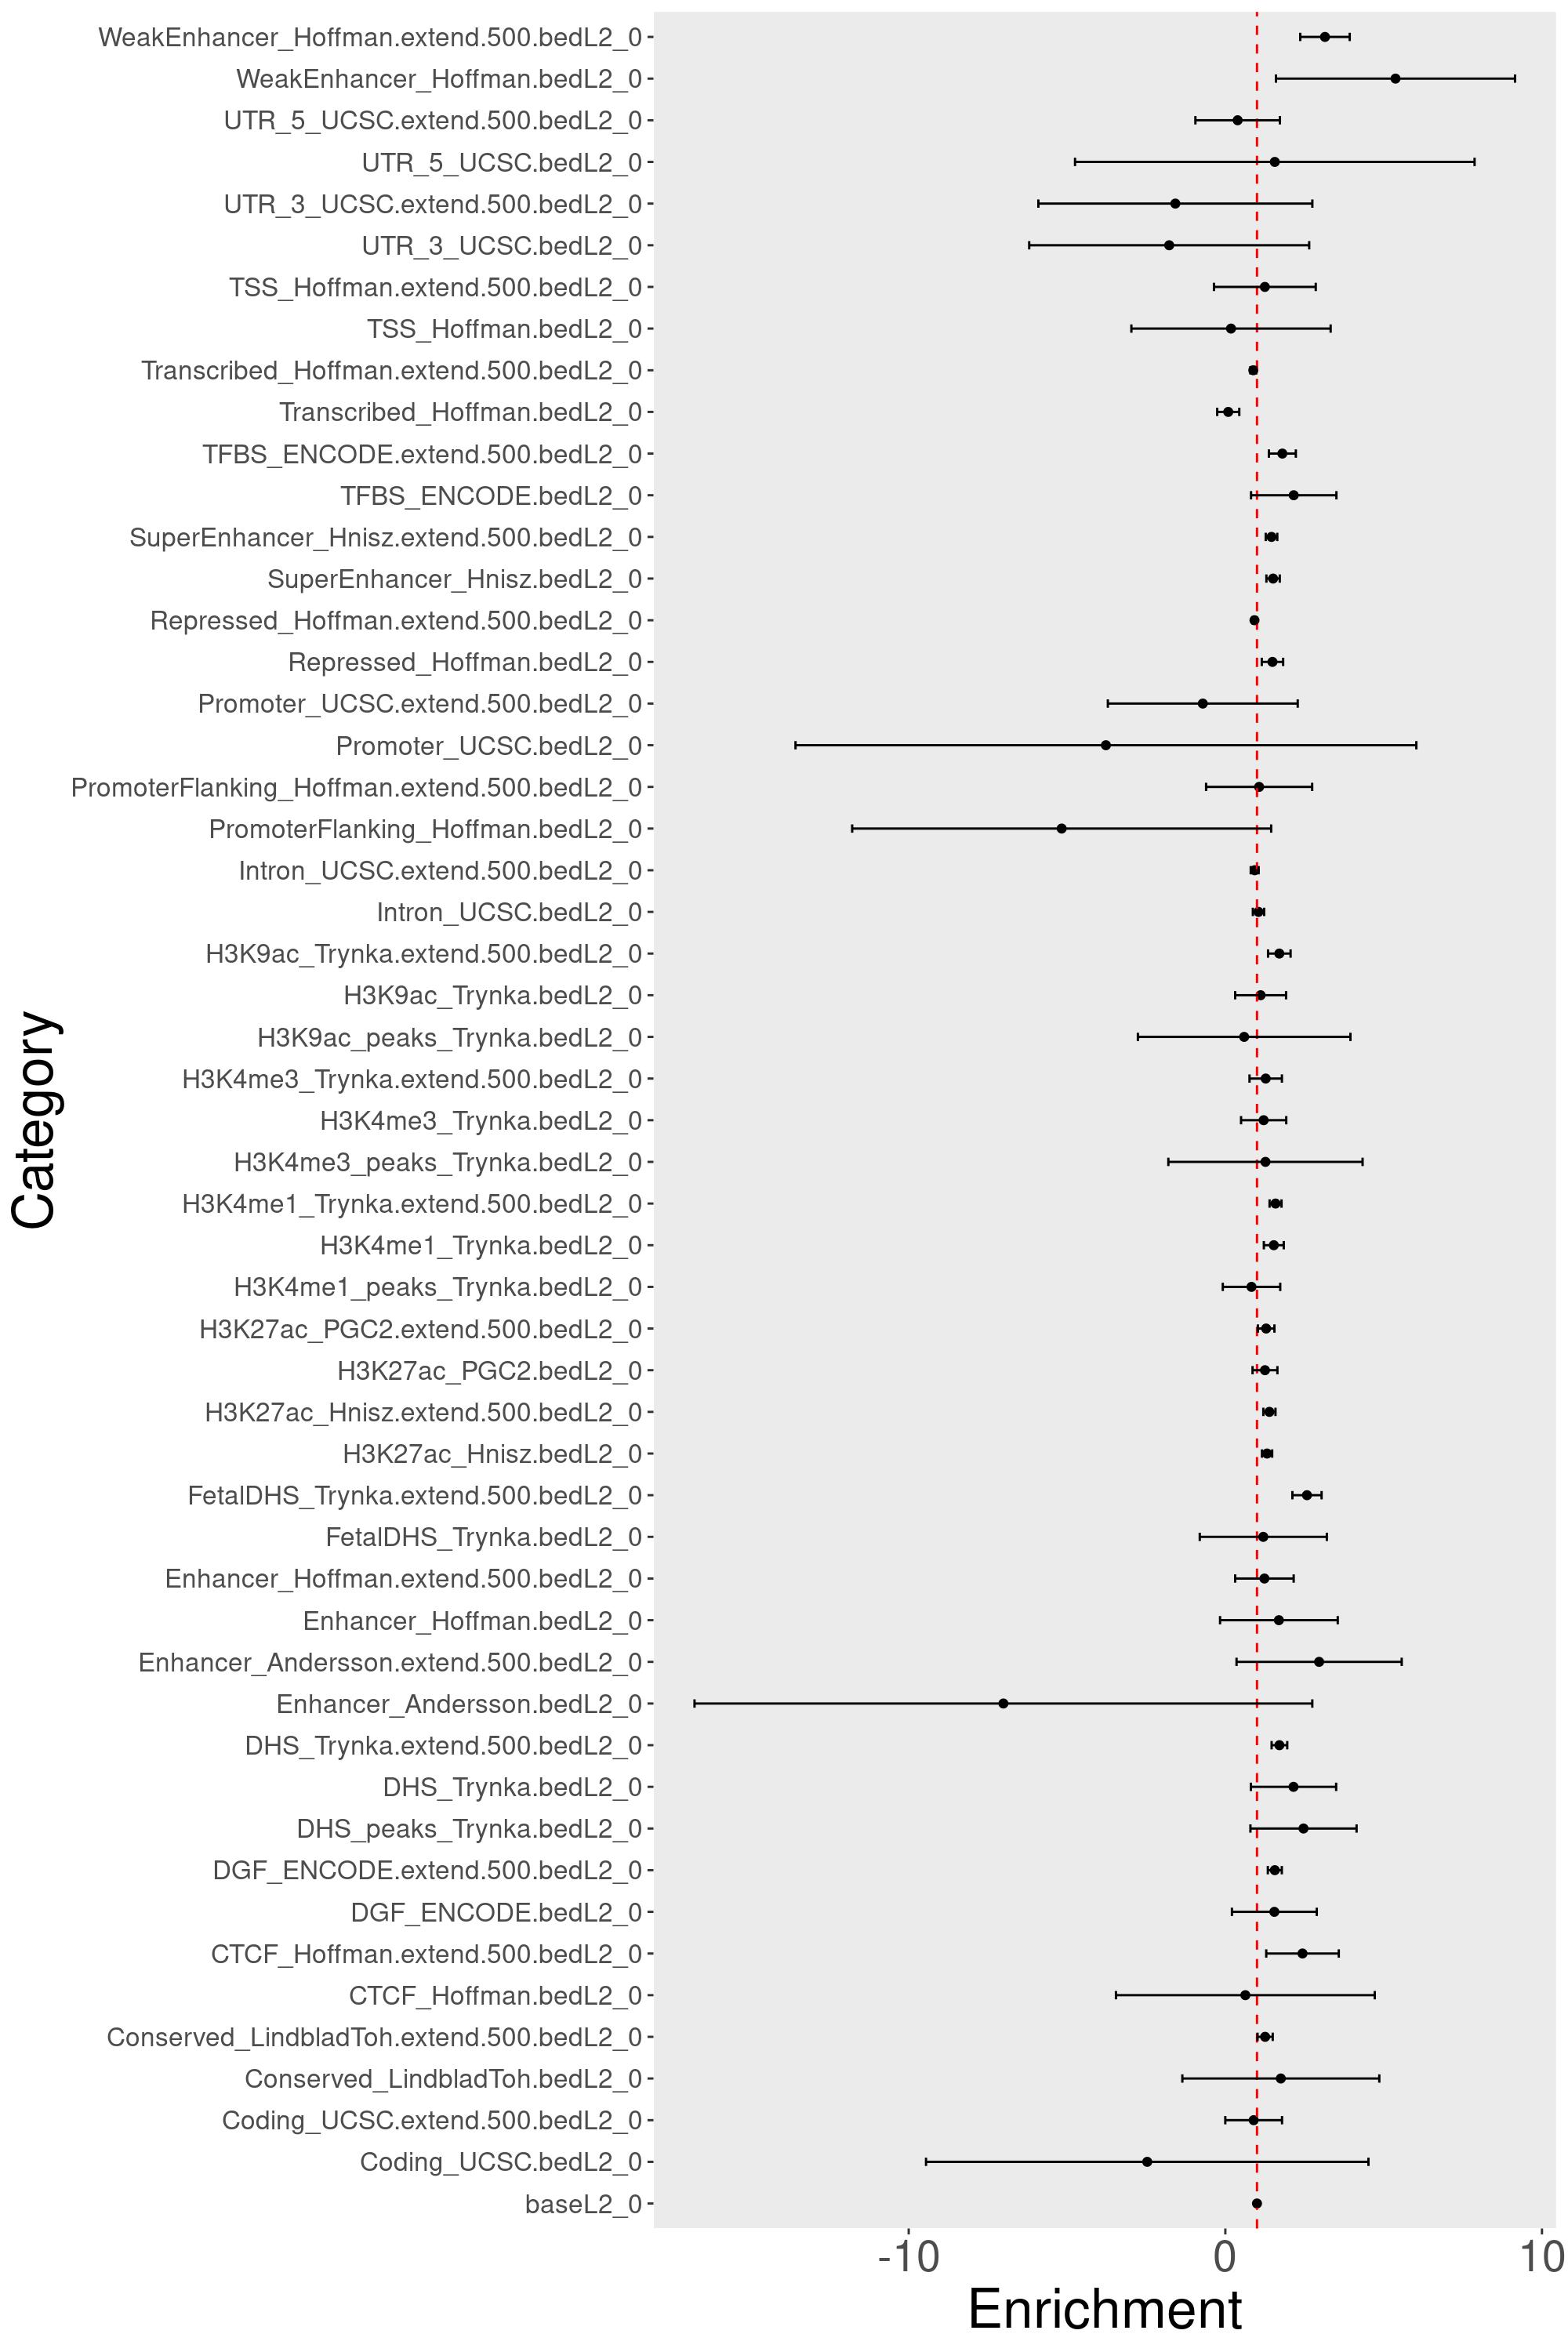 WeakEnhancer_Hoffman.extend.500.bedL2_0
WeakEnhancer_Hoffman.bedL2_0
UTR_5_UCSC.extend.500.bedL2_0
UTR_5_UCSC.bedL2_0
UTR_3_UCSC.extend.500.bedL2_0
UTR_3_UCSC.bedL2_0
TSS_Hoffman.extend.500.bedL2_0
TSS_Hoffman.bedL2_0
Transcribed_Hoffman.extend.500.bedL2_0
Transcribed_Hoffman.bedL2_0
TFBS_ENCODE.extend.500.bedL2_0
TFBS_ENCODE.bedL2_0
SuperEnhancer_Hnisz.extend.500.bedL2_0
SuperEnhancer_Hnisz.bedL2_0
Repressed_Hoffman.extend.500.bedL2_0
Repressed_Hoffman.bedL2_0
Promoter_UCSC.extend.500.bedL2_0
Promoter_UCSC.bedL2_0
PromoterFlanking_Hoffman.extend.500.bedL2_0
PromoterFlanking_Hoffman.bedL2_0
Intron_UCSC.extend.500.bedL2_0
Intron_UCSC.bedL2_0
H3K9ac_Trynka.extend.500.bedL2_0
H3K9ac_Trynka.bedL2_0
H3K9ac_peaks_Trynka.bedL2_0
H3K4me3_Trynka.extend.500.bedL2_0
H3K4me3_Trynka.bedL2_0
H3K4me3_peaks_Trynka.bedL2_0
H3K4me1_Trynka.extend.500.bedL2_0
H3K4me1_Trynka.bedL2_0
H3K4me1_peaks_Trynka.bedL2_0
H3K27ac_PGC2.extend.500.bedL2_0
H3K27ac_PGC2.bedL2_0
H3K27ac_Hnisz.extend.500.bedL2_0
H3K27ac_Hnisz.bedL2_0
FetalDHS_Trynka.extend.500.bedL2_0
FetalDHS_Trynka.bedL2_0
Enhancer_Hoffman.extend.500.bedL2_0
Enhancer_Hoffman.bedL2_0
Enhancer_Andersson.extend.500.bedL2_0
Enhancer_Andersson.bedL2_0
DHS_Trynka.extend.500.bedL2_0
DHS_Trynka.bedL2_0
DHS_peaks_Trynka.bedL2_0
DGF_ENCODE.extend.500.bedL2_0
DGF_ENCODE.bedL2_0
CTCF_Hoffman.extend.500.bedL2_0
CTCF_Hoffman.bedL2_0
Conserved_LindbladToh.extend.500.bedL2_0
Conserved_LindbladToh.bedL2_0
Coding_UCSC.extend.500.bedL2_0
Coding_UCSC.bedL2_0
baseL2_0
Category
-10 0 10
Enrichment